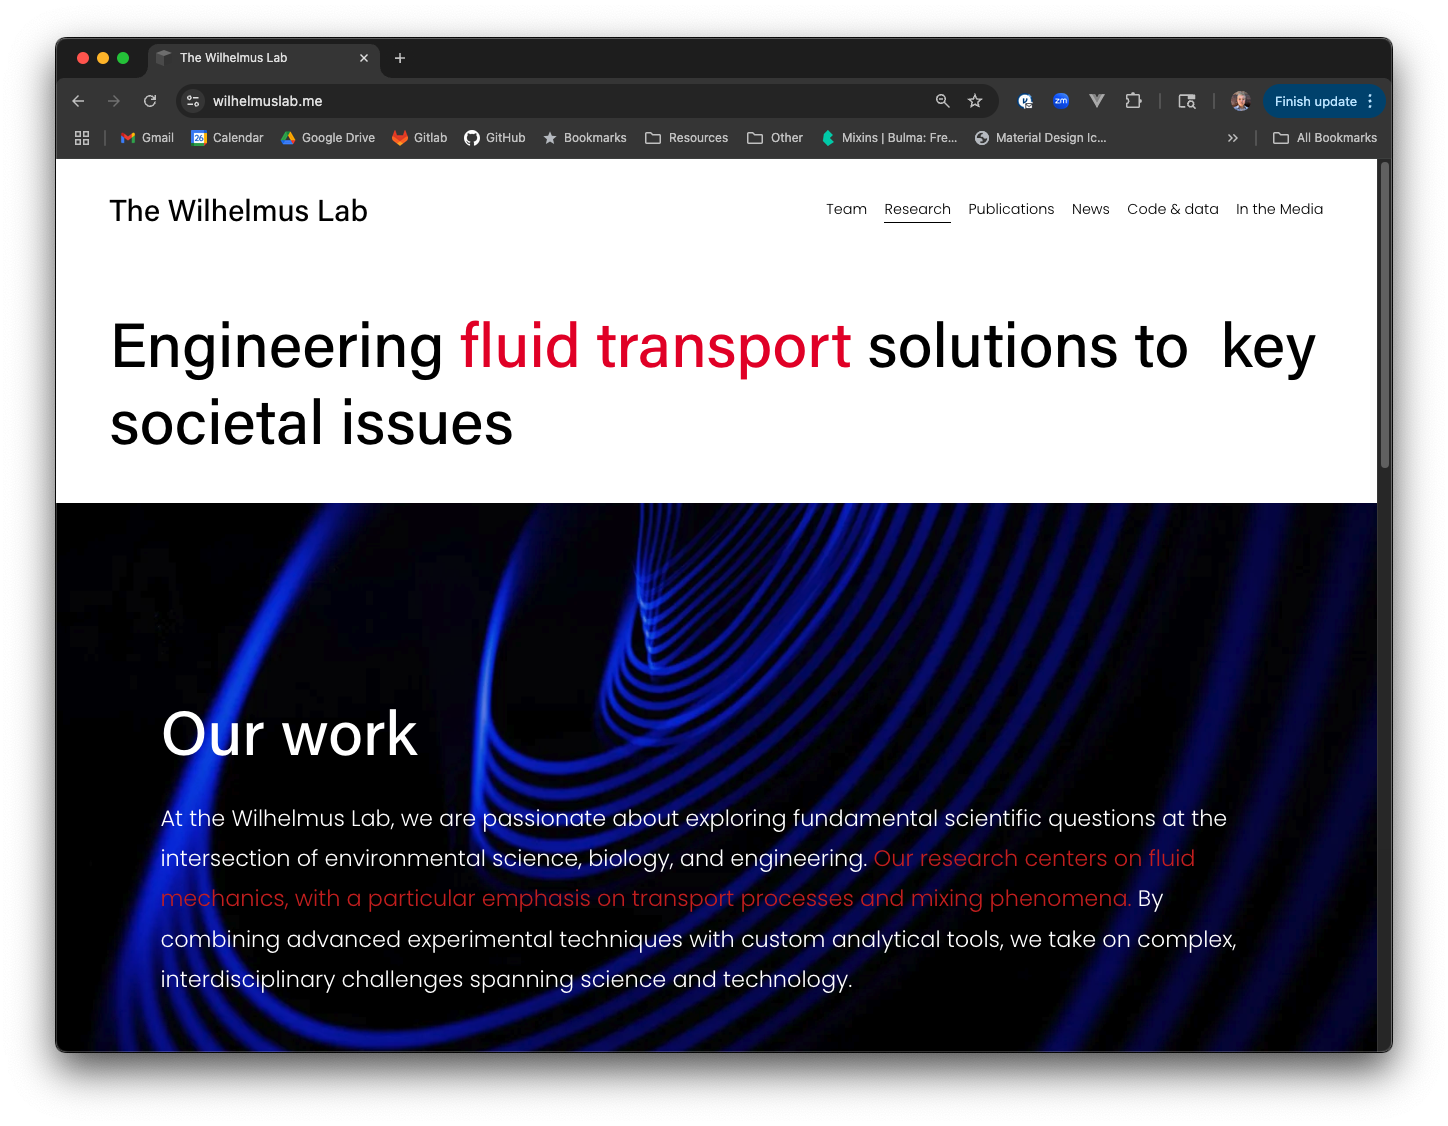 The Wilhelmus Lab
wilhelmuslab.me
zm
Finish update
Gmail
26
Calendar
Google Drive
Gitlab
GitHub
Bookmarks
Resources
Other
Mixins | Bulma: Fre...
Material Design Ic...
All Bookmarks
The Wilhelmus Lab
Team Research Publications News Code & data In the Media
Engineering fluid transport solutions to  key
societal issues
Our work
At the Wilhelmus Lab, we are passionate about exploring fundamental scientific questions at the
intersection of environmental science, biology, and engineering. Our research centers on fluid
mechanics, with a particular emphasis on transport processes and mixing phenomena. By
combining advanced experimental techniques with custom analytical tools, we take on complex,
interdisciplinary challenges spanning science and technology.